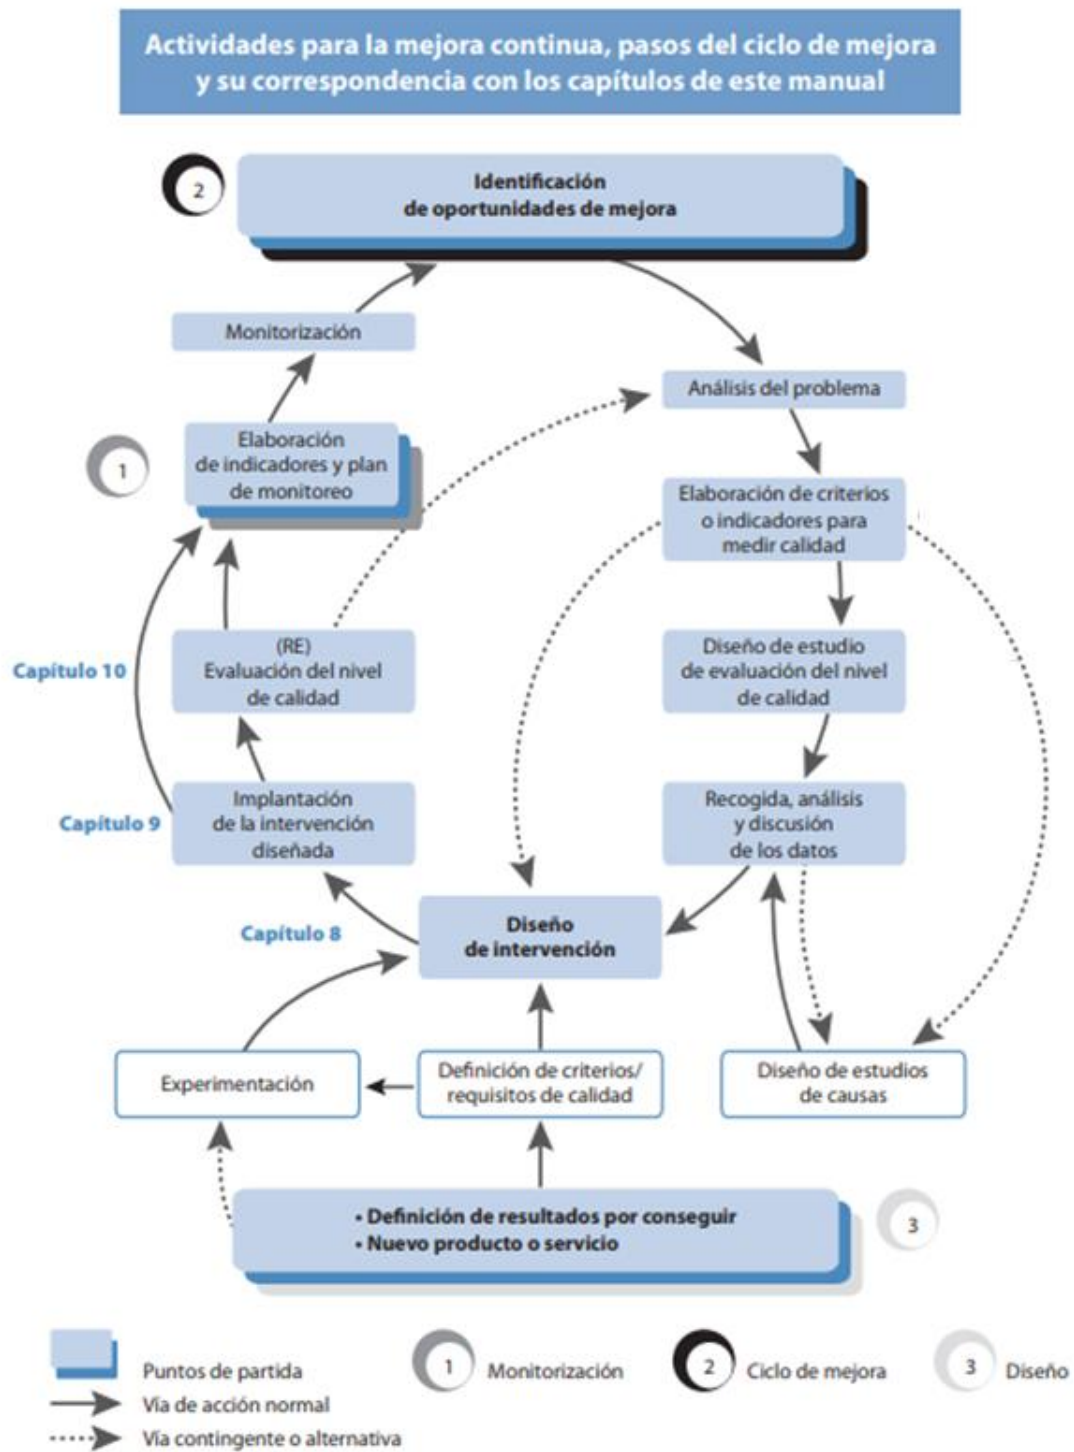 Actividades para la mejora continua, pasos del ciclo de mejora
y su correspondencia con los capítulos de este manual
2
Identificación
de oportunidades de mejora
Monitorización
Análisis del problema
1
Elaboración
de indicadores y plan
de monitoreo
Elaboración de criterios
o indicadores para
medir calidad
(RE)
Evaluación del nivel
de calidad
Diseño de estudio
de evaluación del nivel
de calidad
Capítulo 10
Implantación
de la intervención
diseñada
Capítulo 9
Recogida, análisis
y discusión
de los datos
Capítulo 8
Diseño
de intervención
Experimentación
Definición de criterios/
requisitos de calidad
Diseño de estudios
de causas
• Definición de resultados por conseguir
• Nuevo producto o servicio
3
Puntos de partida
1 Monitorización
2 Ciclo de mejora
3 Diseño
Vía de acción normal
Vía contingente o alternativa